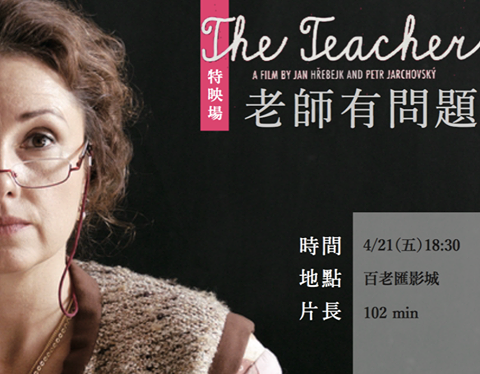 The Teacher
A FILM BY JAN HŘEBEJK AND PETR JARCHOVSKÝ
特映場
老師有問題
時間 4/21(五)18:30
地點 百老匯影城
片長 102 min